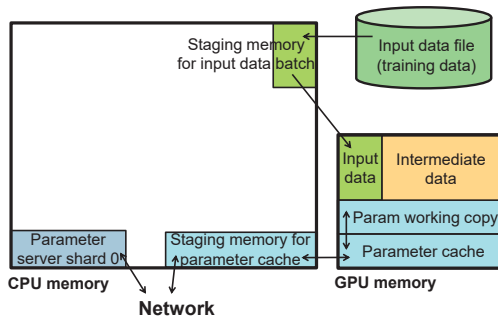 Staging memory
for input data batch
Input data file
(training data)
Input
data
Intermediate
data
Param working copy
Parameter cache
Parameter
server shard 0
Staging memory for
parameter cache
CPU memory
GPU memory
Network